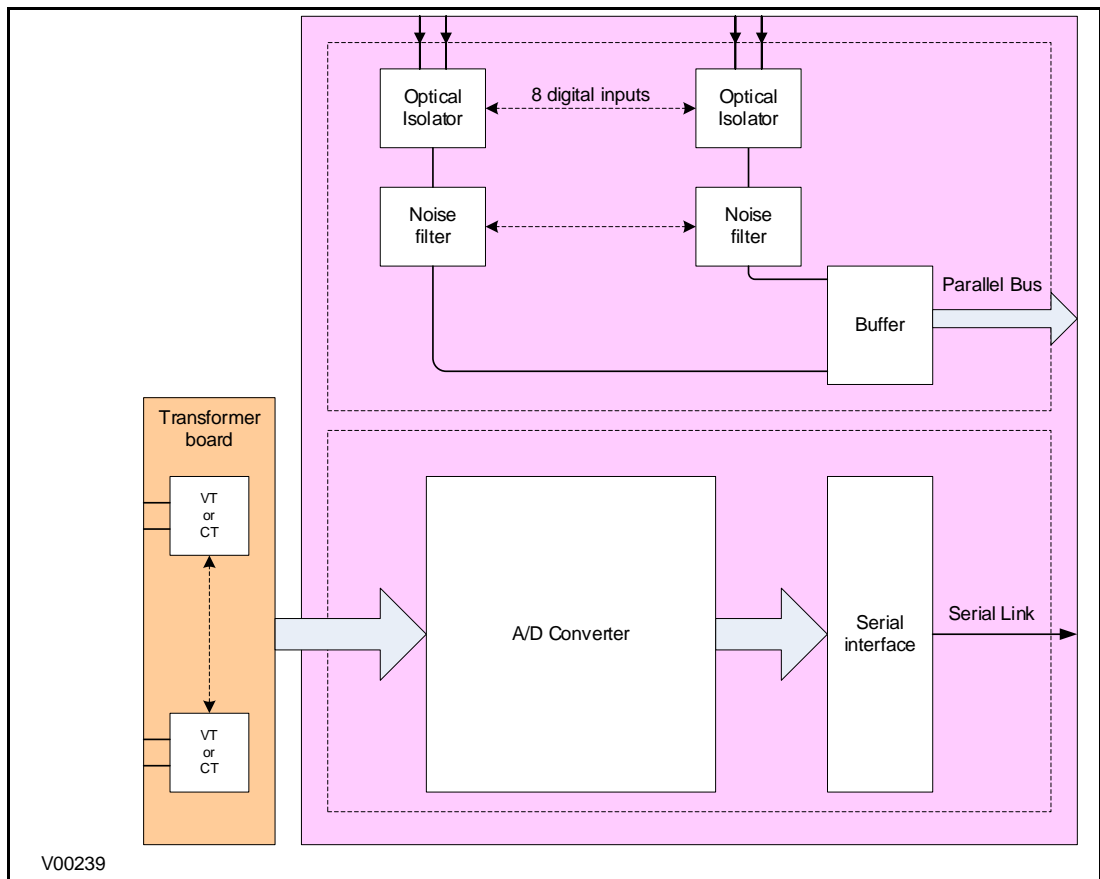 Optical
Isolator
8 digital inputs
Optical
Isolator
Noise
filter
Noise
filter
Parallel Bus
Buffer
Transformer
board
VT
or
CT
A/D Converter
Serial
interface
Serial Link
VT
or
CT
V00239